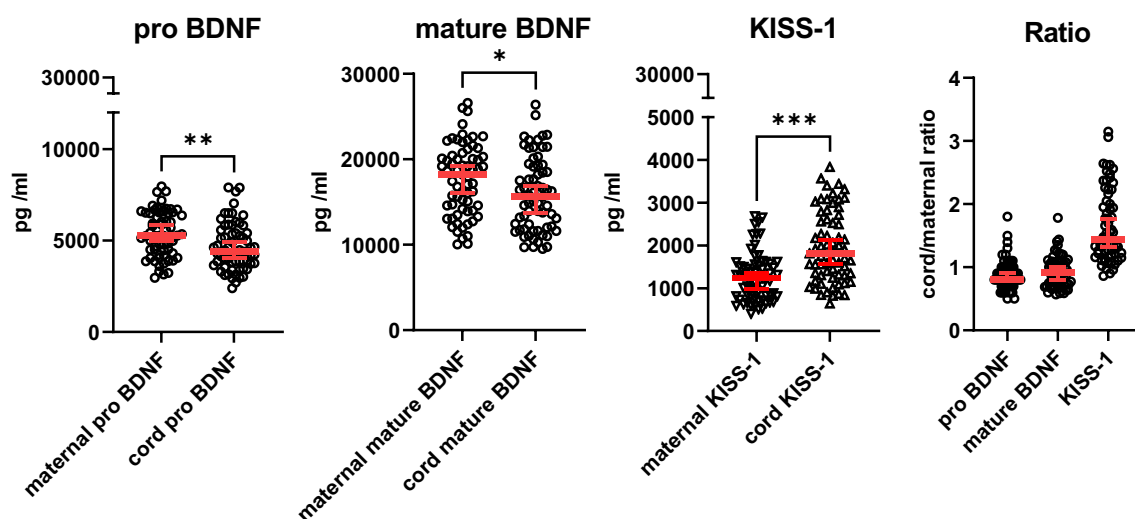 pro BDNF
30000
10000
5000
0
pg /ml
**
maternal pro BDNF
cord pro BDNF
mature BDNF
30000
20000
10000
0
pg /ml
*
maternal mature BDNF
cord mature BDNF
KISS-1
30000
5000
4000
3000
2000
1000
0
pg /ml
***
maternal KISS-1
cord KISS-1
Ratio
4
3
2
1
0
cord/maternal ratio
pro BDNF
mature BDNF
KISS-1